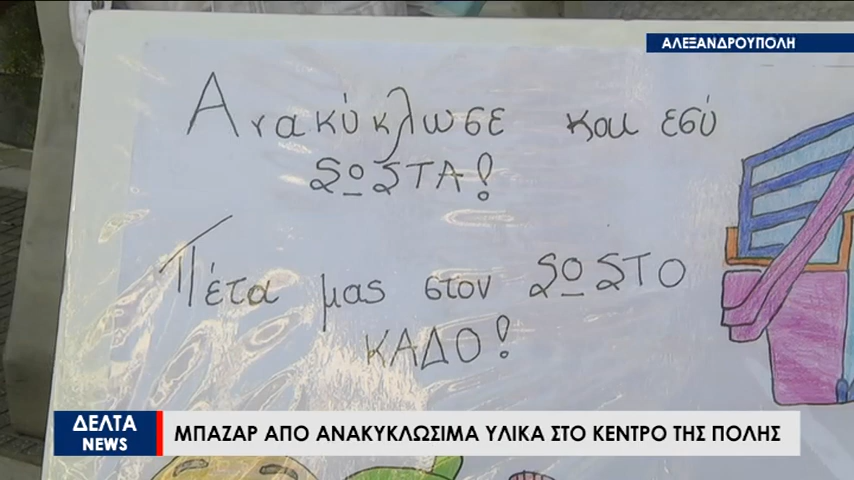 ΑΛΕΞΑΝΔΡΟΥΠΟΛΗ
Ανακύκλωσε και εσύ
ΣΩΣΤΑ!
Πέτα μας στον ΣΩΣΤΟ
ΚΑΔΟ!
ΔΕΛΤΑ
NEWS
ΜΠΑΖΑΡ ΑΠΟ ΑΝΑΚΥΚΛΩΣΙΜΑ ΥΛΙΚΑ ΣΤΟ ΚΕΝΤΡΟ ΤΗΣ ΠΟΛΗΣ